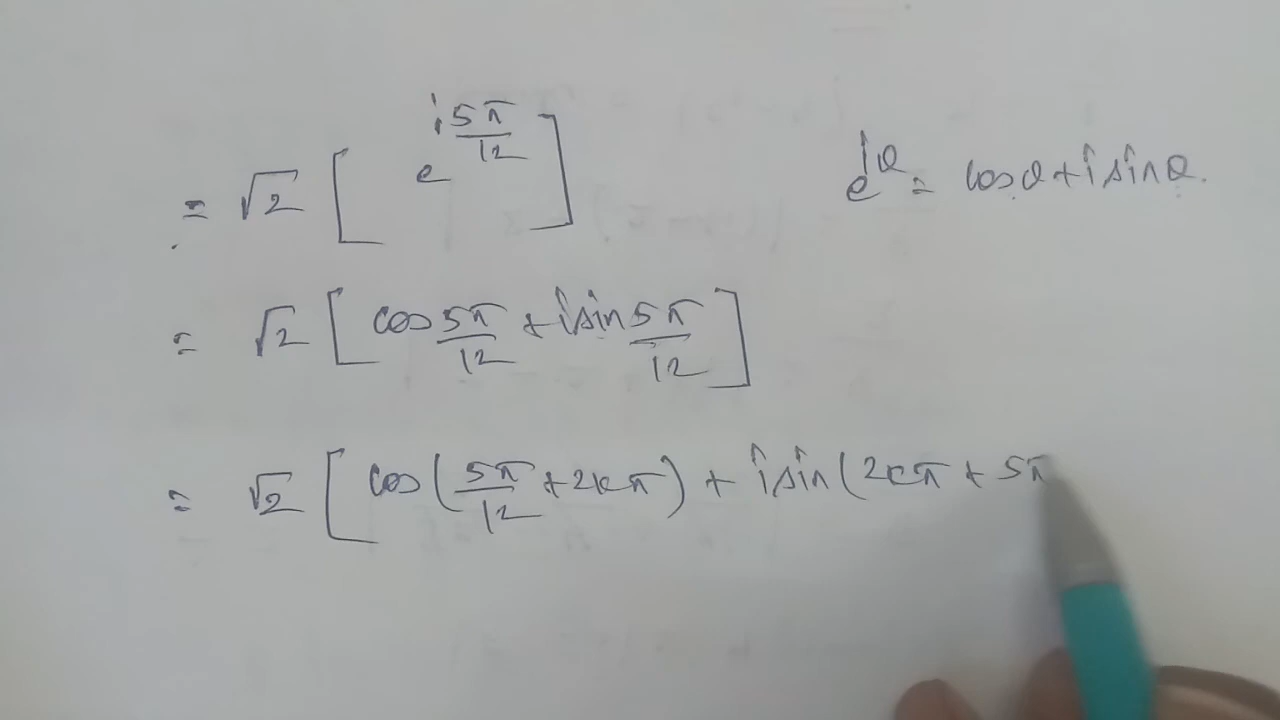 = √2 [ e^{i 5π/12} ]
e^{iθ} = cosθ + i sinθ.
= √2 [ cos 5π/12 + i sin 5π/12 ]
= √2 [ cos( 5π/12 + 2kπ ) + i sin( 2kπ + 5π